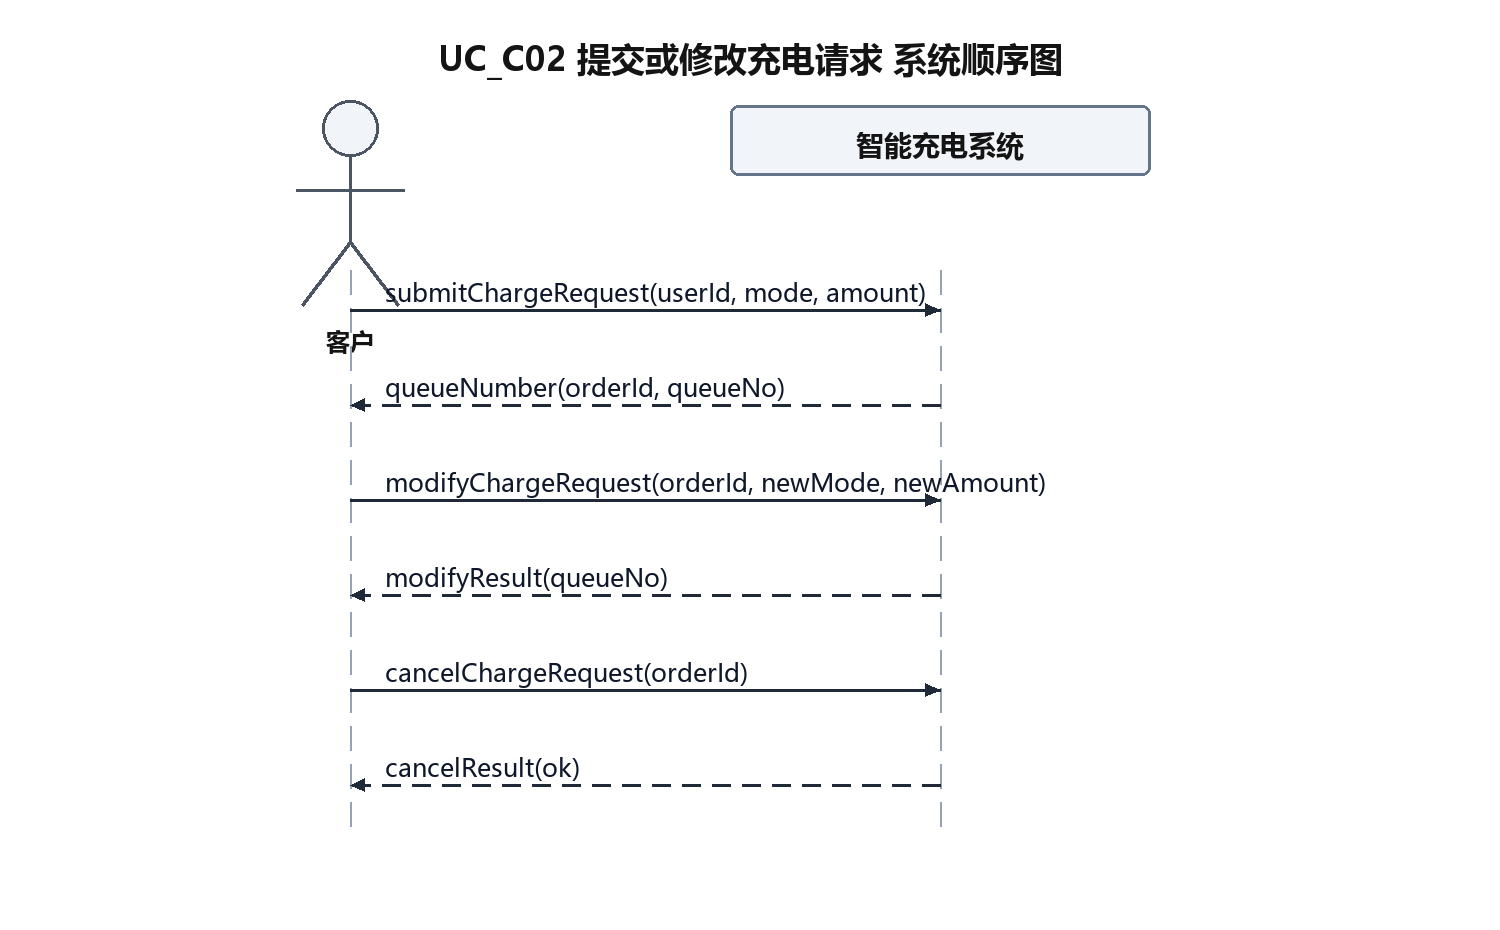 UC_C02 提交或修改充电请求 系统顺序图
智能充电系统
submitChargeRequest(userId, mode, amount)
客户
queueNumber(orderId, queueNo)
modifyChargeRequest(orderId, newMode, newAmount)
modifyResult(queueNo)
cancelChargeRequest(orderId)
cancelResult(ok)